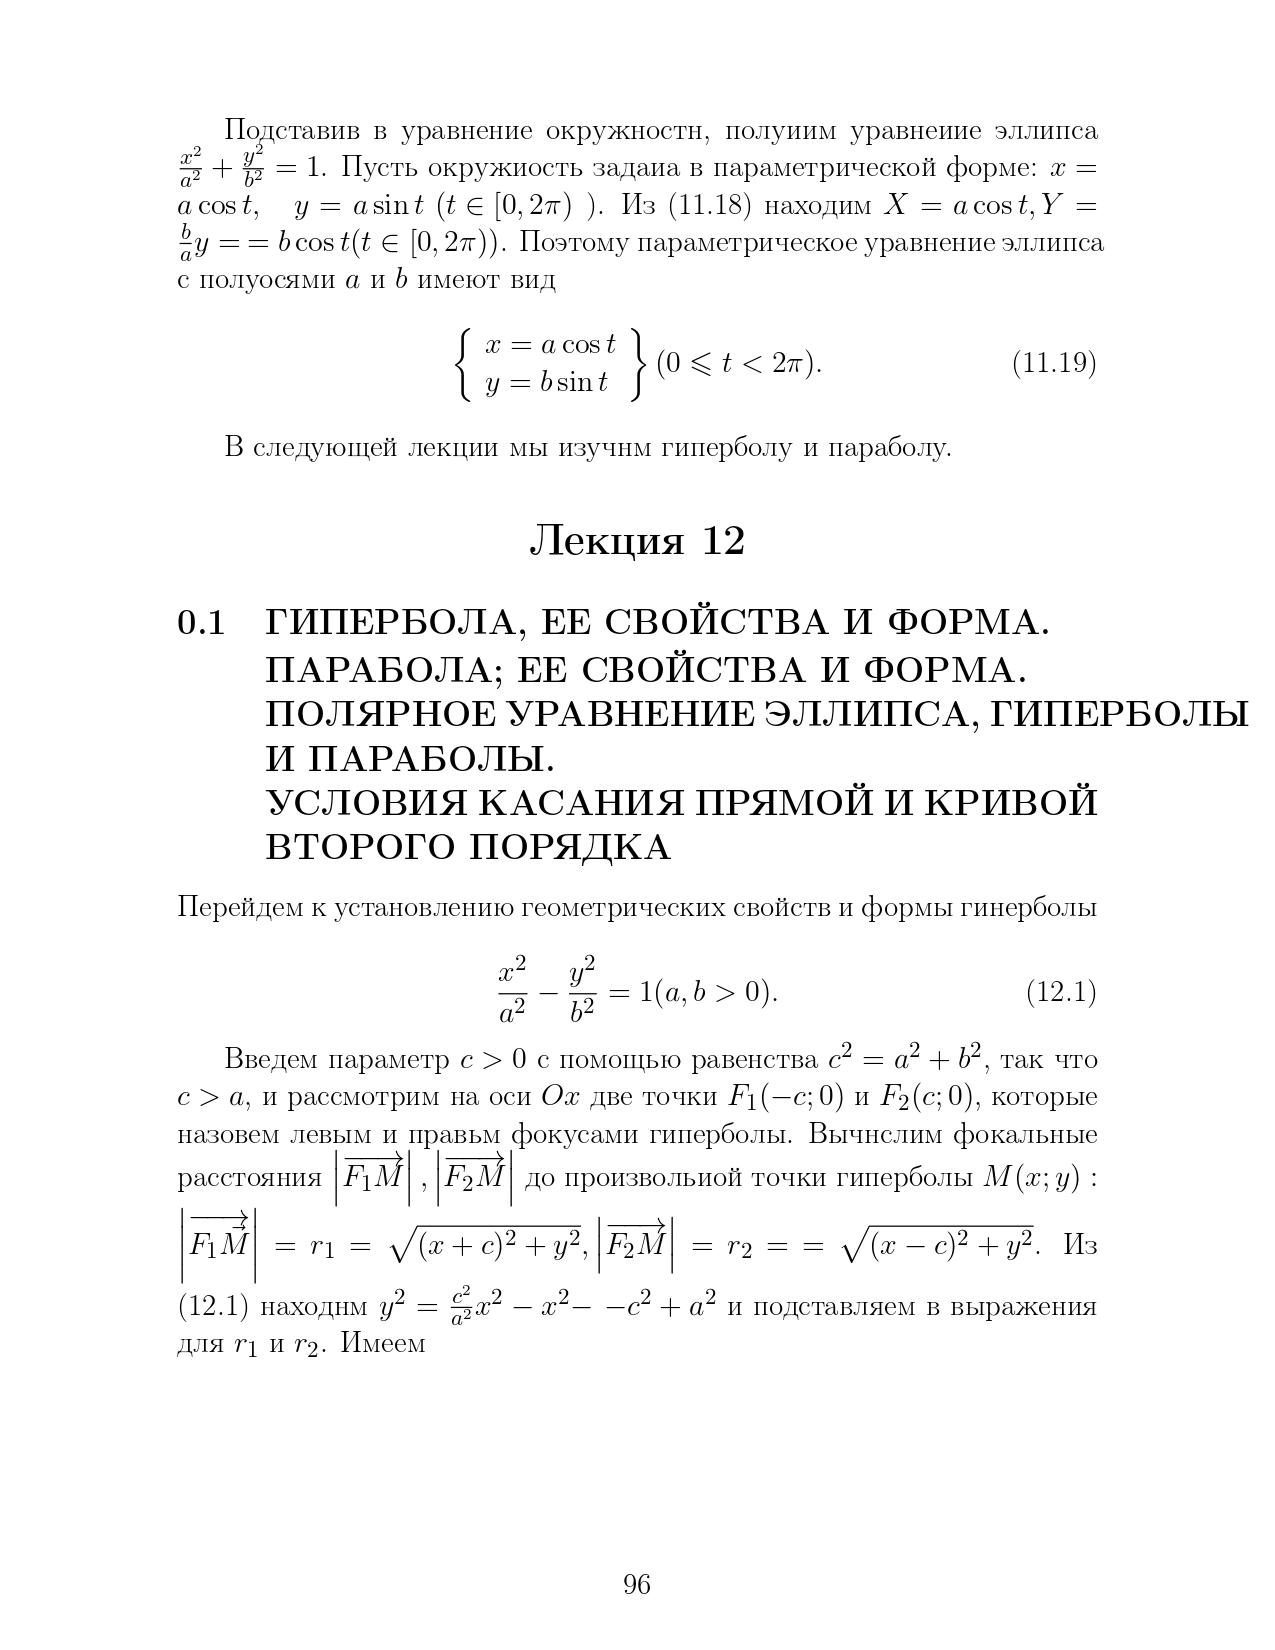 Подставив в уравнение окружностн, полуиим уравнеиие эллипса
$\frac{x^2}{a^2} + \frac{y^2}{b^2} = 1$. Пусть окружиость задаиа в параметрической форме: $x =$
$a \cos t, \quad y = a \sin t$ $(t \in [0, 2\pi)$ ). Из (11.18) находим $X = a \cos t, Y =$
$\frac{b}{a}y = = b \cos t(t \in [0, 2\pi))$. Поэтому параметрическое уравнение эллипса
с полуосями $a$ и $b$ имеют вид
$\left\{ \begin{array}{l} x = a \cos t \\ y = b \sin t \end{array} \right\} (0 \leqslant t < 2\pi).$ (11.19)
В следующей лекции мы изучнм гиперболу и параболу.
Лекция 12
0.1 ГИПЕРБОЛА, ЕЕ СВОЙСТВА И ФОРМА.
ПАРАБОЛА; ЕЕ СВОЙСТВА И ФОРМА.
ПОЛЯРНОЕ УРАВНЕНИЕ ЭЛЛИПСА, ГИПЕРБОЛЫ
И ПАРАБОЛЫ.
УСЛОВИЯ КАСАНИЯ ПРЯМОЙ И КРИВОЙ
ВТОРОГО ПОРЯДКА
Перейдем к установлению геометрических свойств и формы гинерболы
$\frac{x^2}{a^2} - \frac{y^2}{b^2} = 1(a, b > 0).$ (12.1)
Введем параметр $c > 0$ с помощью равенства $c^2 = a^2 + b^2$, так что
$c > a$, и рассмотрим на оси $Ox$ две точки $F_1(-c; 0)$ и $F_2(c; 0)$, которые
назовем левым и правьм фокусами гиперболы. Вычнслим фокальные
расстояния $\left|\overrightarrow{F_1M}\right|, \left|\overrightarrow{F_2M}\right|$ до произвольиой точки гиперболы $M(x; y)$ :
$\left|\overrightarrow{F_1\vec{M}}\right| = r_1 = \sqrt{(x + c)^2 + y^2}, \left|\overrightarrow{F_2M}\right| = r_2 = = \sqrt{(x - c)^2 + y^2}$. Из
(12.1) находнм $y^2 = \frac{c^2}{a^2}x^2 - x^2 - -c^2 + a^2$ и подставляем в выражения
для $r_1$ и $r_2$. Имеем
96